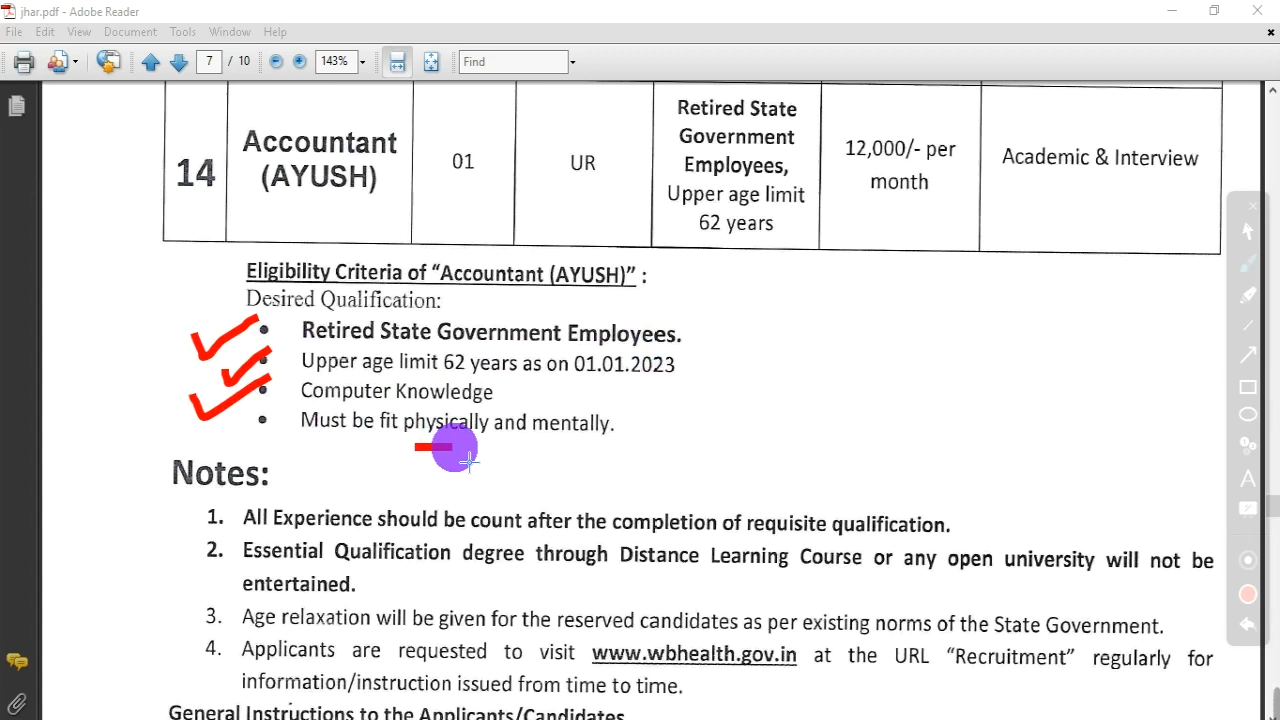 jhar.pdf - Adobe Reader
File Edit View Document Tools Window Help
7 / 10 143% Find
14
Accountant
(AYUSH)
01
UR
Retired State
Government
Employees,
Upper age limit
62 years
12,000/- per
month
Academic & Interview
Eligibility Criteria of “Accountant (AYUSH)” :
Desired Qualification:
• Retired State Government Employees.
• Upper age limit 62 years as on 01.01.2023
• Computer Knowledge
• Must be fit physically and mentally.
Notes:
1. All Experience should be count after the completion of requisite qualification.
2. Essential Qualification degree through Distance Learning Course or any open university will not be
entertained.
3. Age relaxation will be given for the reserved candidates as per existing norms of the State Government.
4. Applicants are requested to visit www.wbhealth.gov.in at the URL “Recruitment” regularly for
information/instruction issued from time to time.
General Instructions to the Applicants/Candidates